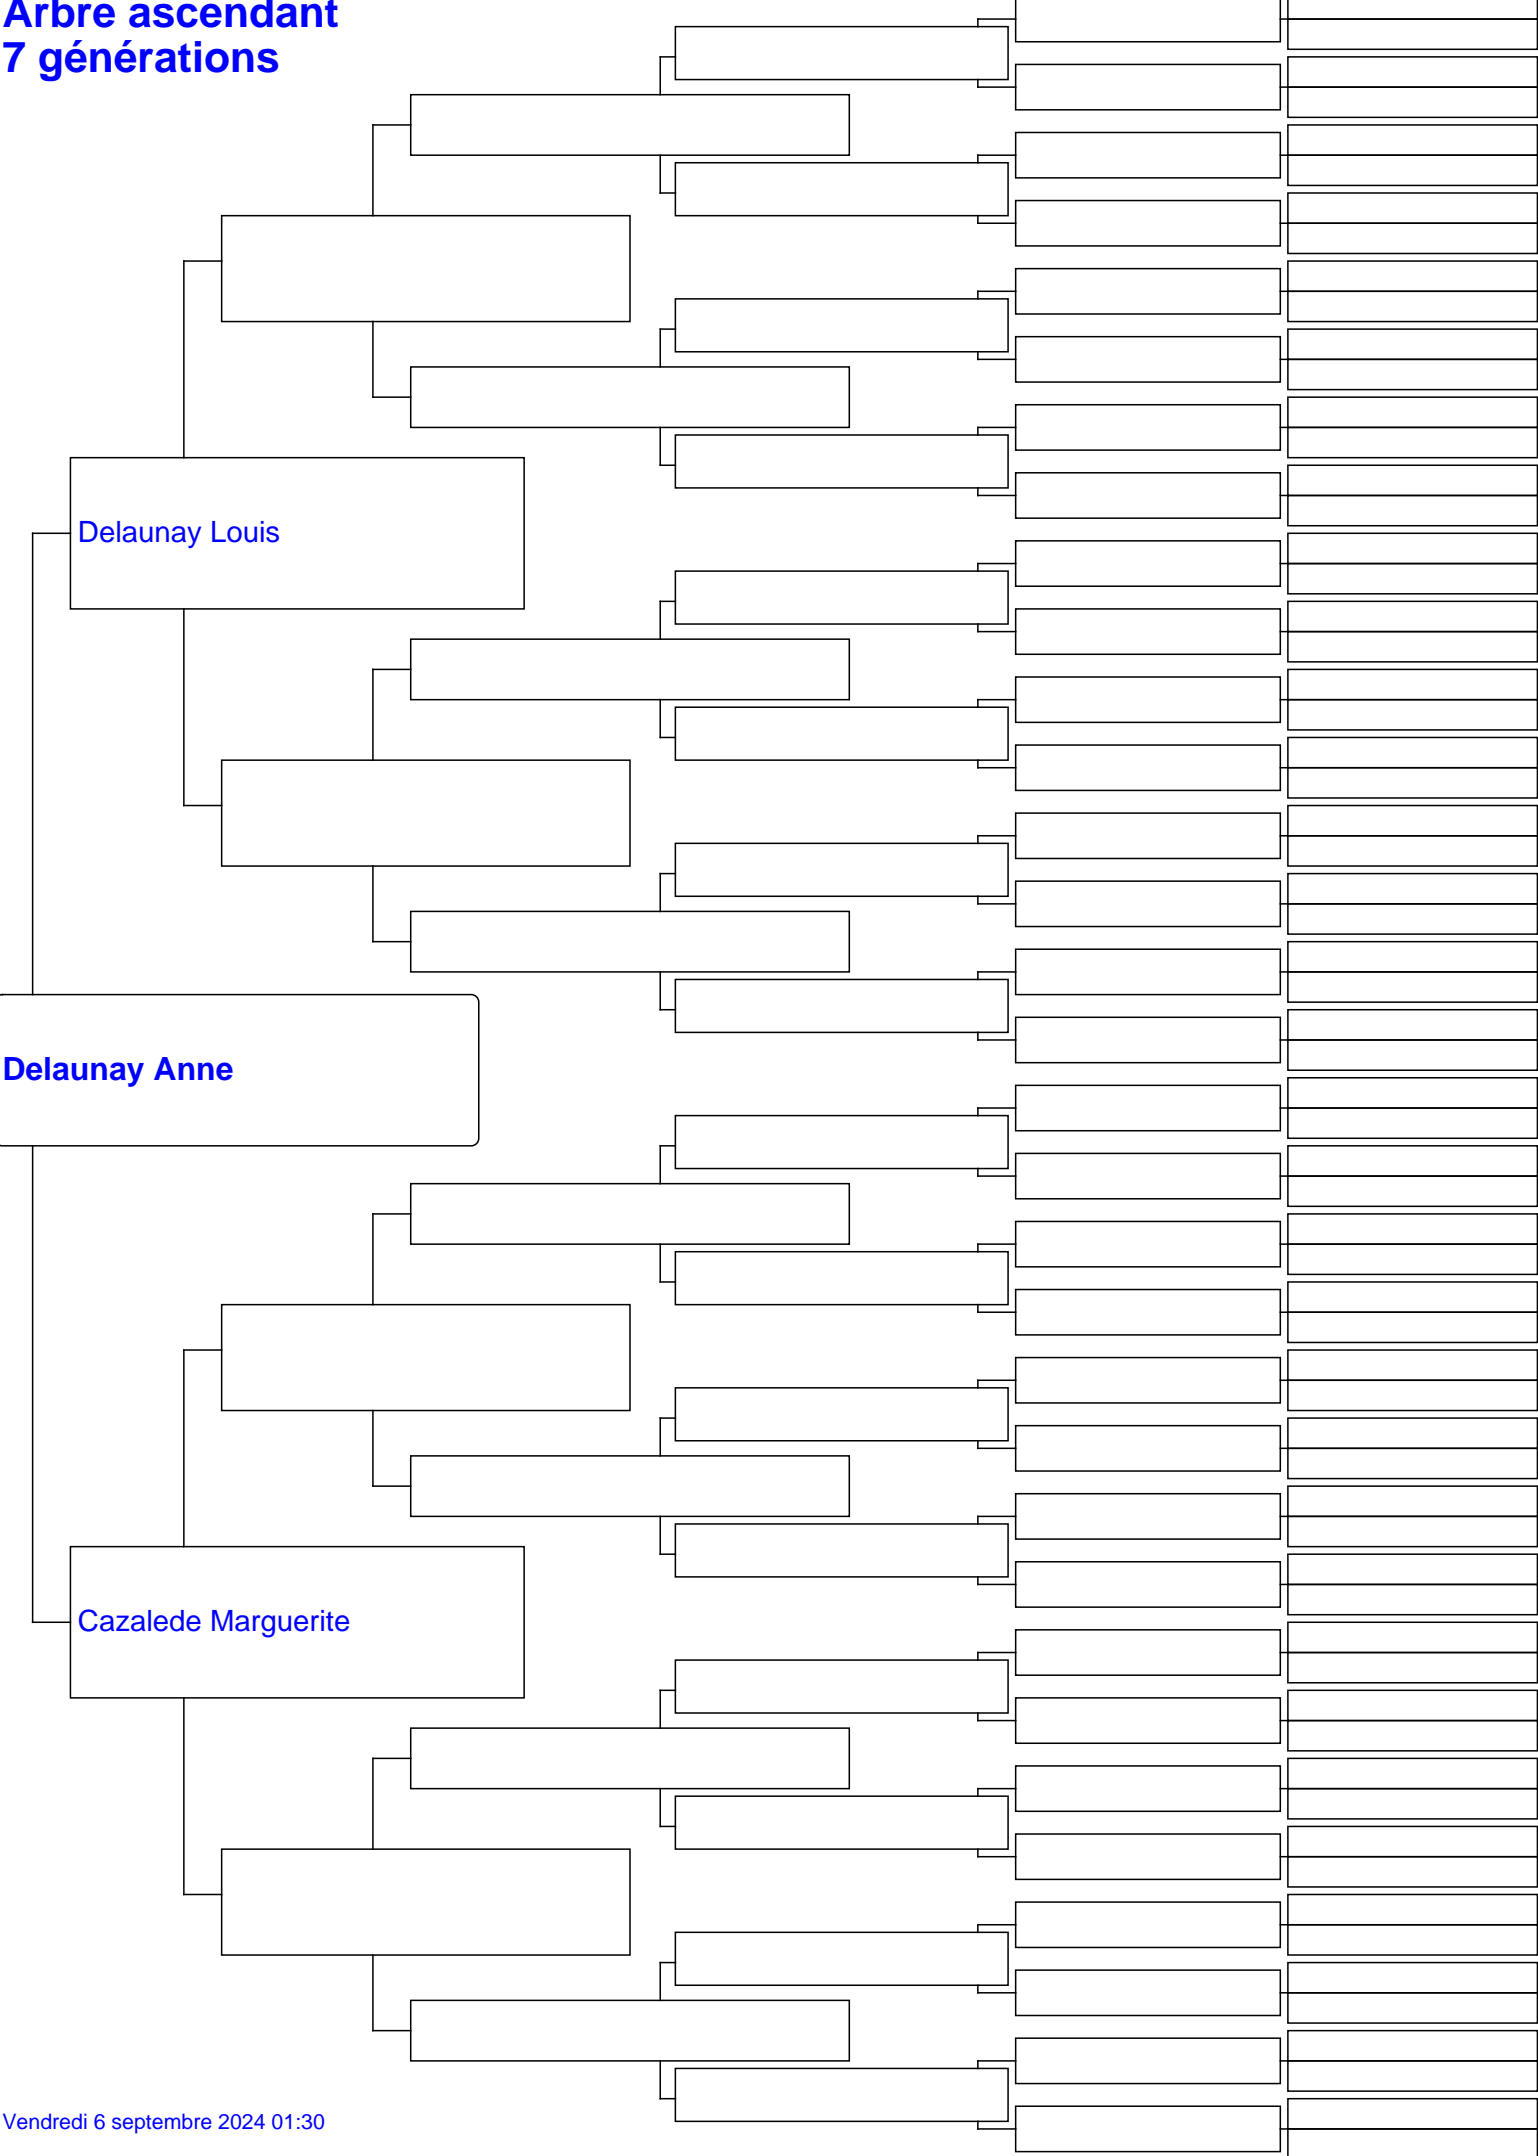 Arbre ascendant
7 générations
Delaunay Louis
Delaunay Anne
Cazalede Marguerite
Vendredi 6 septembre 2024 01:30